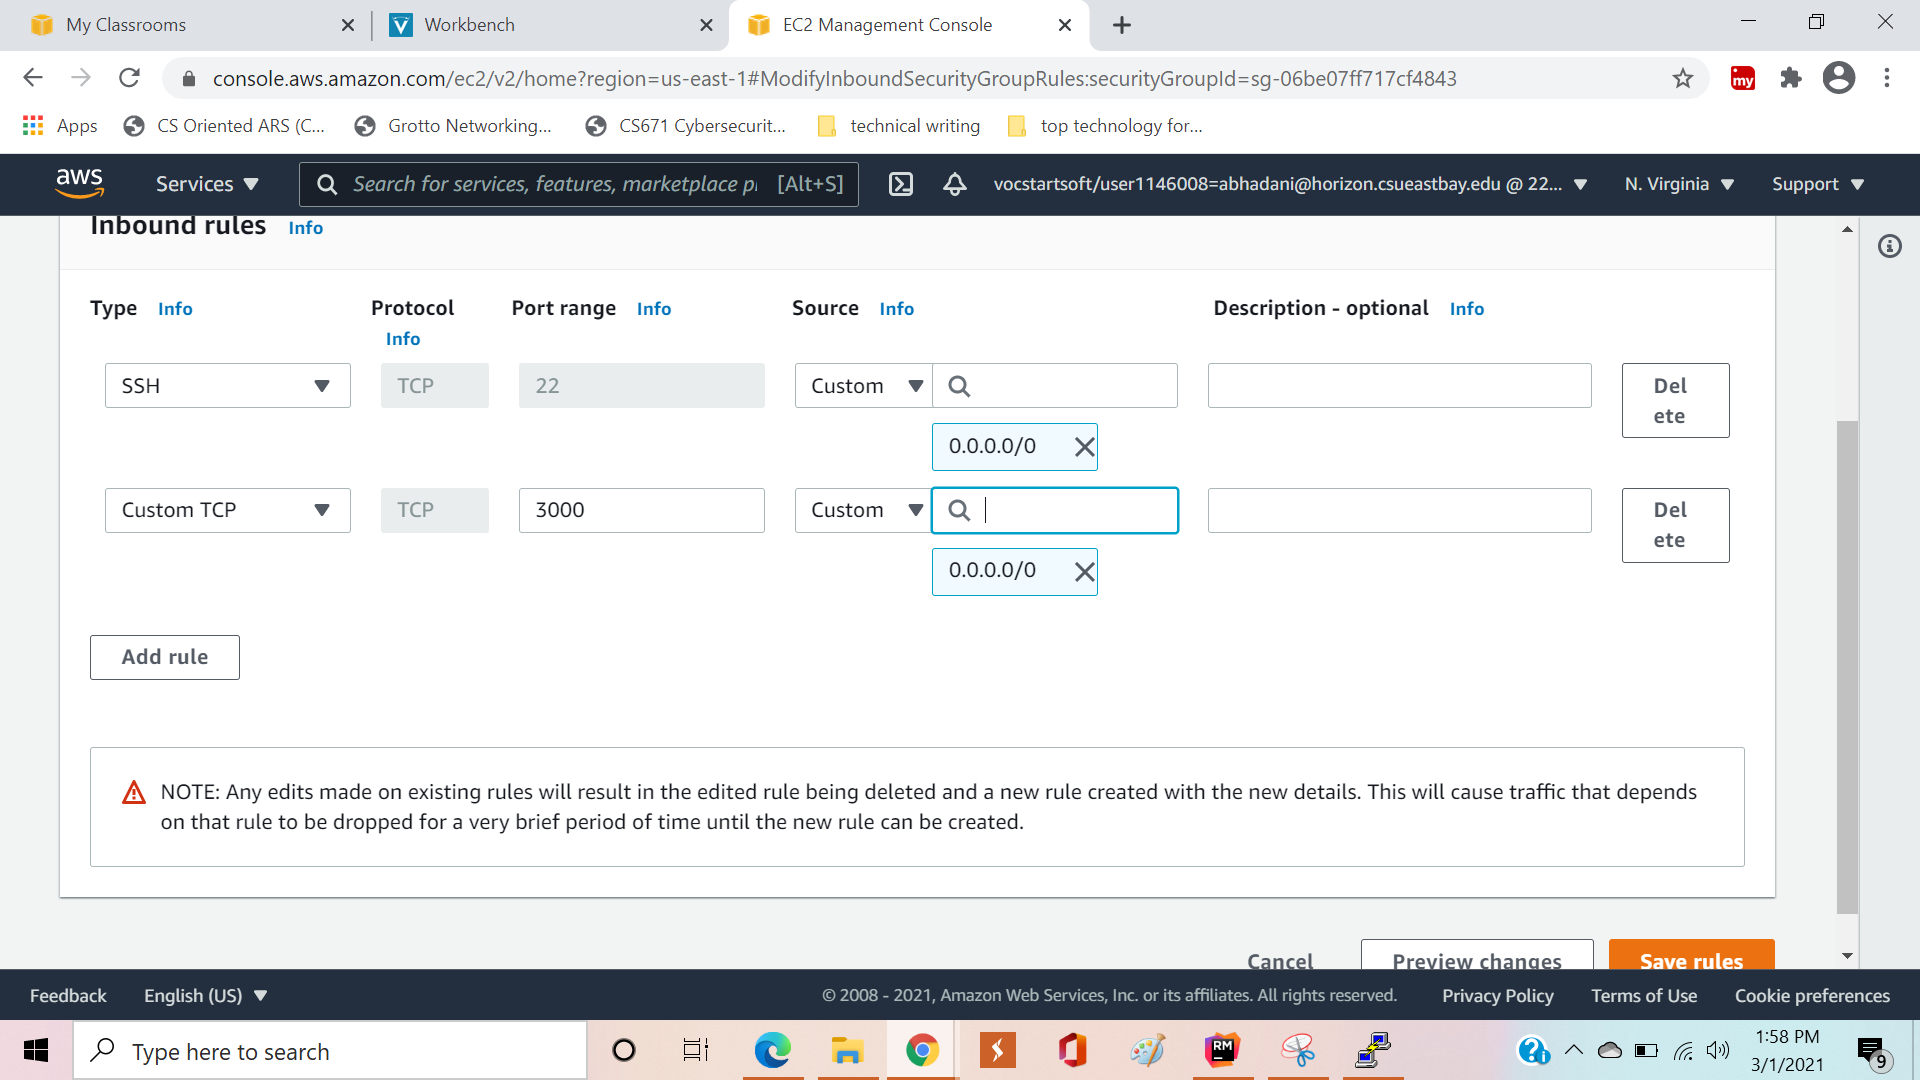 My Classrooms
Workbench
EC2 Management Console
console.aws.amazon.com/ec2/v2/home?region=us-east-1#ModifyInboundSecurityGroupRules:securityGroupId=sg-06be07ff717cf4843
my
Apps
CS Oriented ARS (C...
Grotto Networking...
CS671 Cybersecurit...
technical writing
top technology for...
aws
Services
Search for services, features, marketplace p
[Alt+S]
vocstartsoft/user1146008=abhadani@horizon.csueastbay.edu @ 22...
N. Virginia
Support
Inbound rules Info
Type Info
Protocol Info
Port range Info
Source Info
Description - optional Info
SSH
TCP
22
Custom
Del
ete
0.0.0.0/0
Custom TCP
TCP
3000
Custom
Del
ete
0.0.0.0/0
Add rule
NOTE: Any edits made on existing rules will result in the edited rule being deleted and a new rule created with the new details. This will cause traffic that depends
on that rule to be dropped for a very brief period of time until the new rule can be created.
Cancel
Preview changes
Save rules
Feedback
English (US)
© 2008 - 2021, Amazon Web Services, Inc. or its affiliates. All rights reserved.
Privacy Policy
Terms of Use
Cookie preferences
Type here to search
RM
1:58 PM
3/1/2021
9